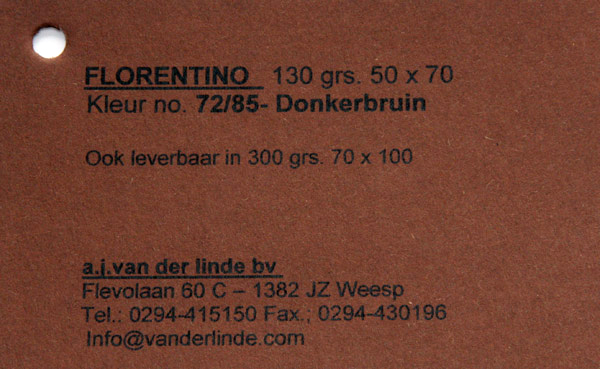 FLORENTINO 130 grs. 50 x 70
Kleur no. 72/85- Donkerbruin
Ook leverbaar in 300 grs. 70 x 100
a.j.van der linde bv
Flevolaan 60 C – 1382 JZ Weesp
Tel.: 0294-415150 Fax.; 0294-430196
Info@vanderlinde.com